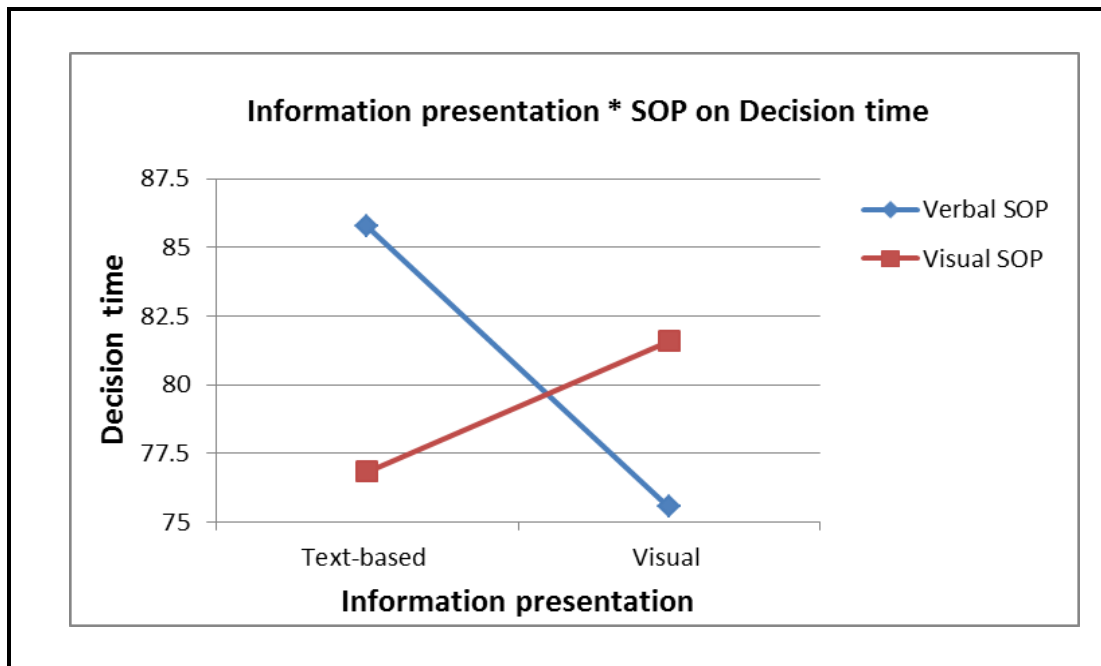 Information presentation * SOP on Decision time
87.5
85
82.5
80
77.5
75
Decision time
Text-based
Visual
Information presentation
Verbal SOP
Visual SOP